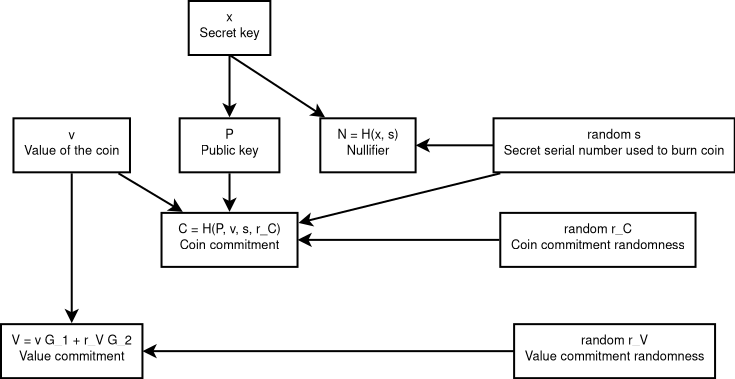 x
Secret key
v
Value of the coin
P
Public key
N = H(x, s)
Nullifier
random s
Secret serial number used to burn coin
C = H(P, v, s, r_C)
Coin commitment
random r_C
Coin commitment randomness
V = v G_1 + r_V G_2
Value commitment
random r_V
Value commitment randomness